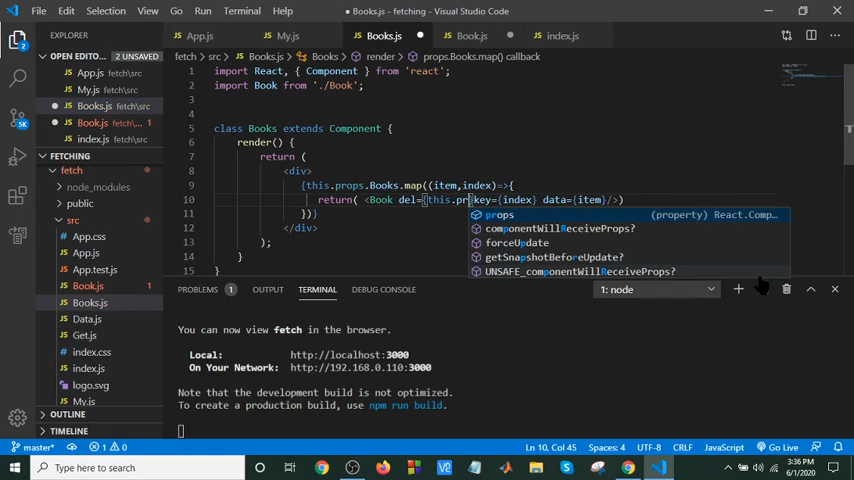 File Edit Selection View Go Run Terminal Help
Books.js - fetching - Visual Studio Code
App.js My.js Books.js Book.js index.js
EXPLORER
OPEN EDITO... 2 UNSAVED
App.js fetch\src
My.js fetch\src
Books.js fetch\src
Book.js fetch\... 1
index.js fetch\src
FETCHING
fetch
node_modules
public
src
App.css
App.js
App.test.js
Book.js 1
Books.js
Data.js
Get.js
index.css
index.js
logo.svg
My.js
OUTLINE
TIMELINE
5K
2
fetch > src > Books.js > Books > render > props.Books.map() callback
1 import React, { Component } from 'react';
2 import Book from './Book';
3
4
5 class Books extends Component {
6 render() {
7 return (
8 <div>
9 {this.props.Books.map((item,index)=>{
10 return( <Book del={this.pr}key={index} data={item}/>)
11 })}
12 </div>
13 );
14 }
15 }
props (property) React.Comp...
componentWillReceiveProps?
forceUpdate
getSnapshotBeforeUpdate?
UNSAFE_componentWillReceiveProps?
PROBLEMS 1 OUTPUT TERMINAL DEBUG CONSOLE 1: node
You can now view fetch in the browser.
Local: http://localhost:3000
On Your Network: http://192.168.0.110:3000
Note that the development build is not optimized.
To create a production build, use npm run build.
master* 1 0 Ln 10, Col 45 Spaces: 4 UTF-8 CRLF JavaScript Go Live
Type here to search
3:36 PM
6/1/2020